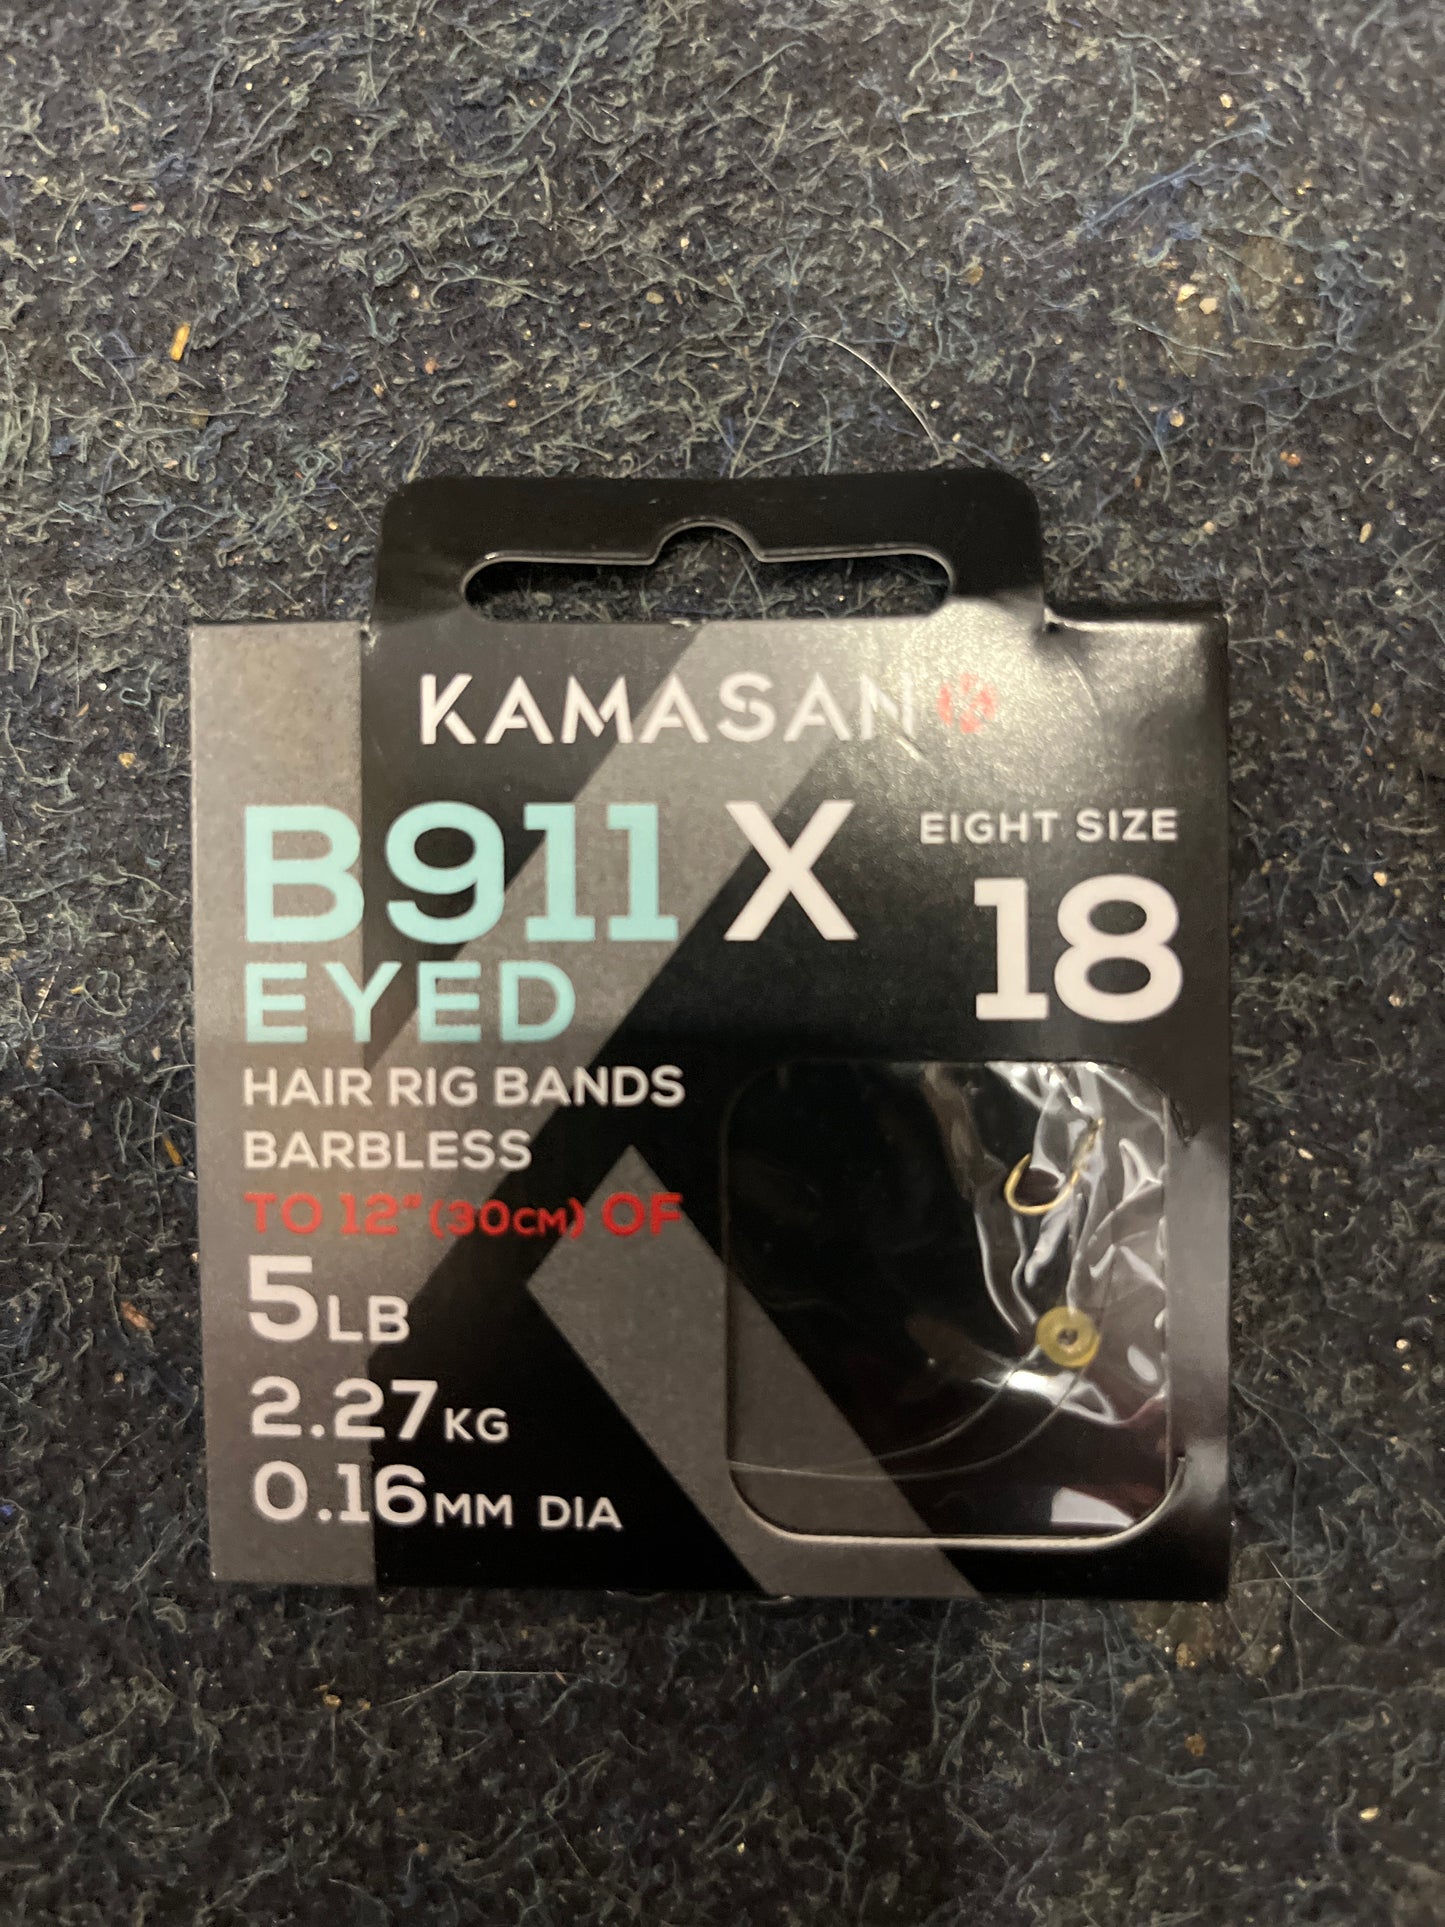 KAMASAN
B911 X
EYED
EIGHT SIZE
18
HAIR RIG BANDS
BARBLESS
TO 12" (30CM) OF
5LB
2.27KG
0.16MM DIA